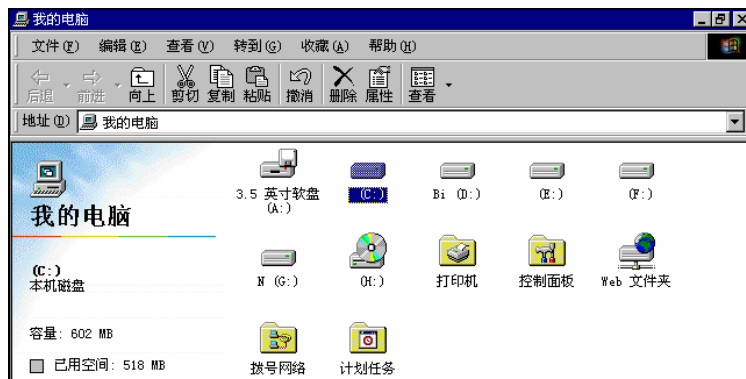 我的电脑
文件(F) 编辑(E) 查看(V) 转到(G) 收藏(A) 帮助(H)
后退 前进 向上 剪切 复制 粘贴 撤消 删除 属性 查看
地址(D) 我的电脑
我的电脑
(C:)
本机磁盘
容量: 602 MB
已用空间: 518 MB
3.5 英寸软盘
(A:)
(C:)
Bi (D:)
(E:)
(F:)
N (G:)
(H:)
打印机
控制面板
Web 文件夹
拨号网络
计划任务